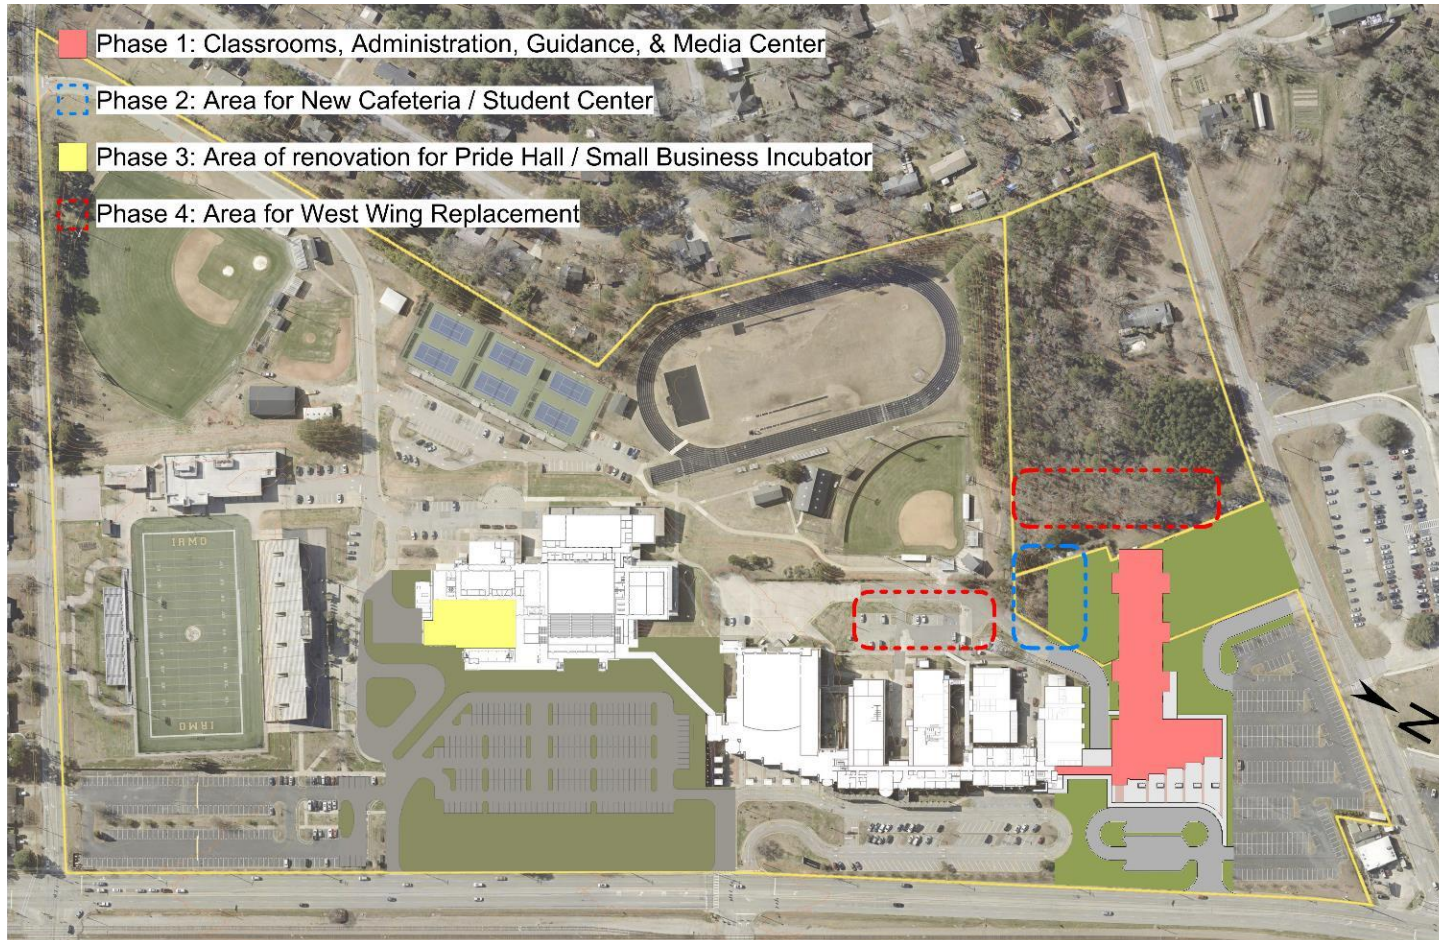 Phase 1: Classrooms, Administration, Guidance, & Media Center
Phase 2: Area for New Cafeteria / Student Center
Phase 3: Area of renovation for Pride Hall / Small Business Incubator
Phase 4: Area for West Wing Replacement
IRMO
IRMO
N